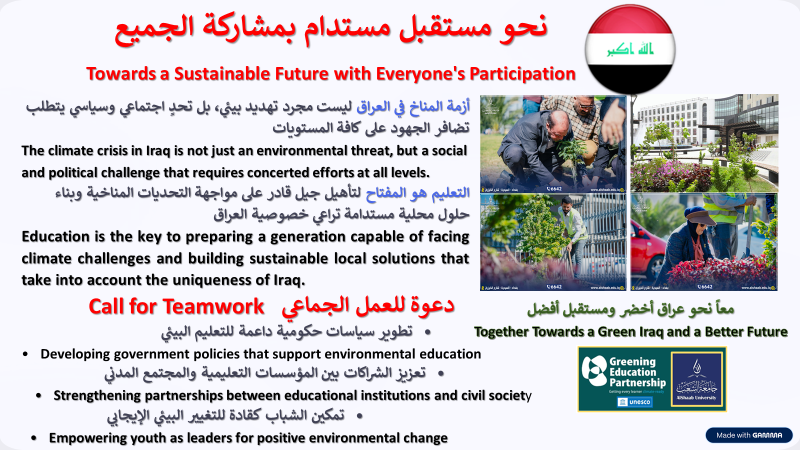 نحو مستقبل مستدام بمشاركة الجميع
Towards a Sustainable Future with Everyone's Participation
أزمة المناخ في العراق ليست مجرد تهديد بيئي، بل تحدٍ اجتماعي وسياسي يتطلب
تضافر الجهود على كافة المستويات
The climate crisis in Iraq is not just an environmental threat, but a social
and political challenge that requires concerted efforts at all levels.
التعليم هو المفتاح لتأهيل جيل قادر على مواجهة التحديات المناخية وبناء
حلول محلية مستدامة تراعي خصوصية العراق
Education is the key to preparing a generation capable of facing
climate challenges and building sustainable local solutions that
take into account the uniqueness of Iraq.
Call for Teamwork دعوة للعمل الجماعي
• تطوير سياسات حكومية داعمة للتعليم البيئي
• Developing government policies that support environmental education
• تعزيز الشراكات بين المؤسسات التعليمية والمجتمع المدني
• Strengthening partnerships between educational institutions and civil society
• تمكين الشباب كقادة للتغيير البيئي الإيجابي
• Empowering youth as leaders for positive environmental change
الله اكبر
6642
6642
6642
6642
معاً نحو عراق أخضر ومستقبل أفضل
Together Towards a Green Iraq and a Better Future
Greening
Education
Partnership
unesco
جامعة الشعب
AlShaab University
Made with GAMMA